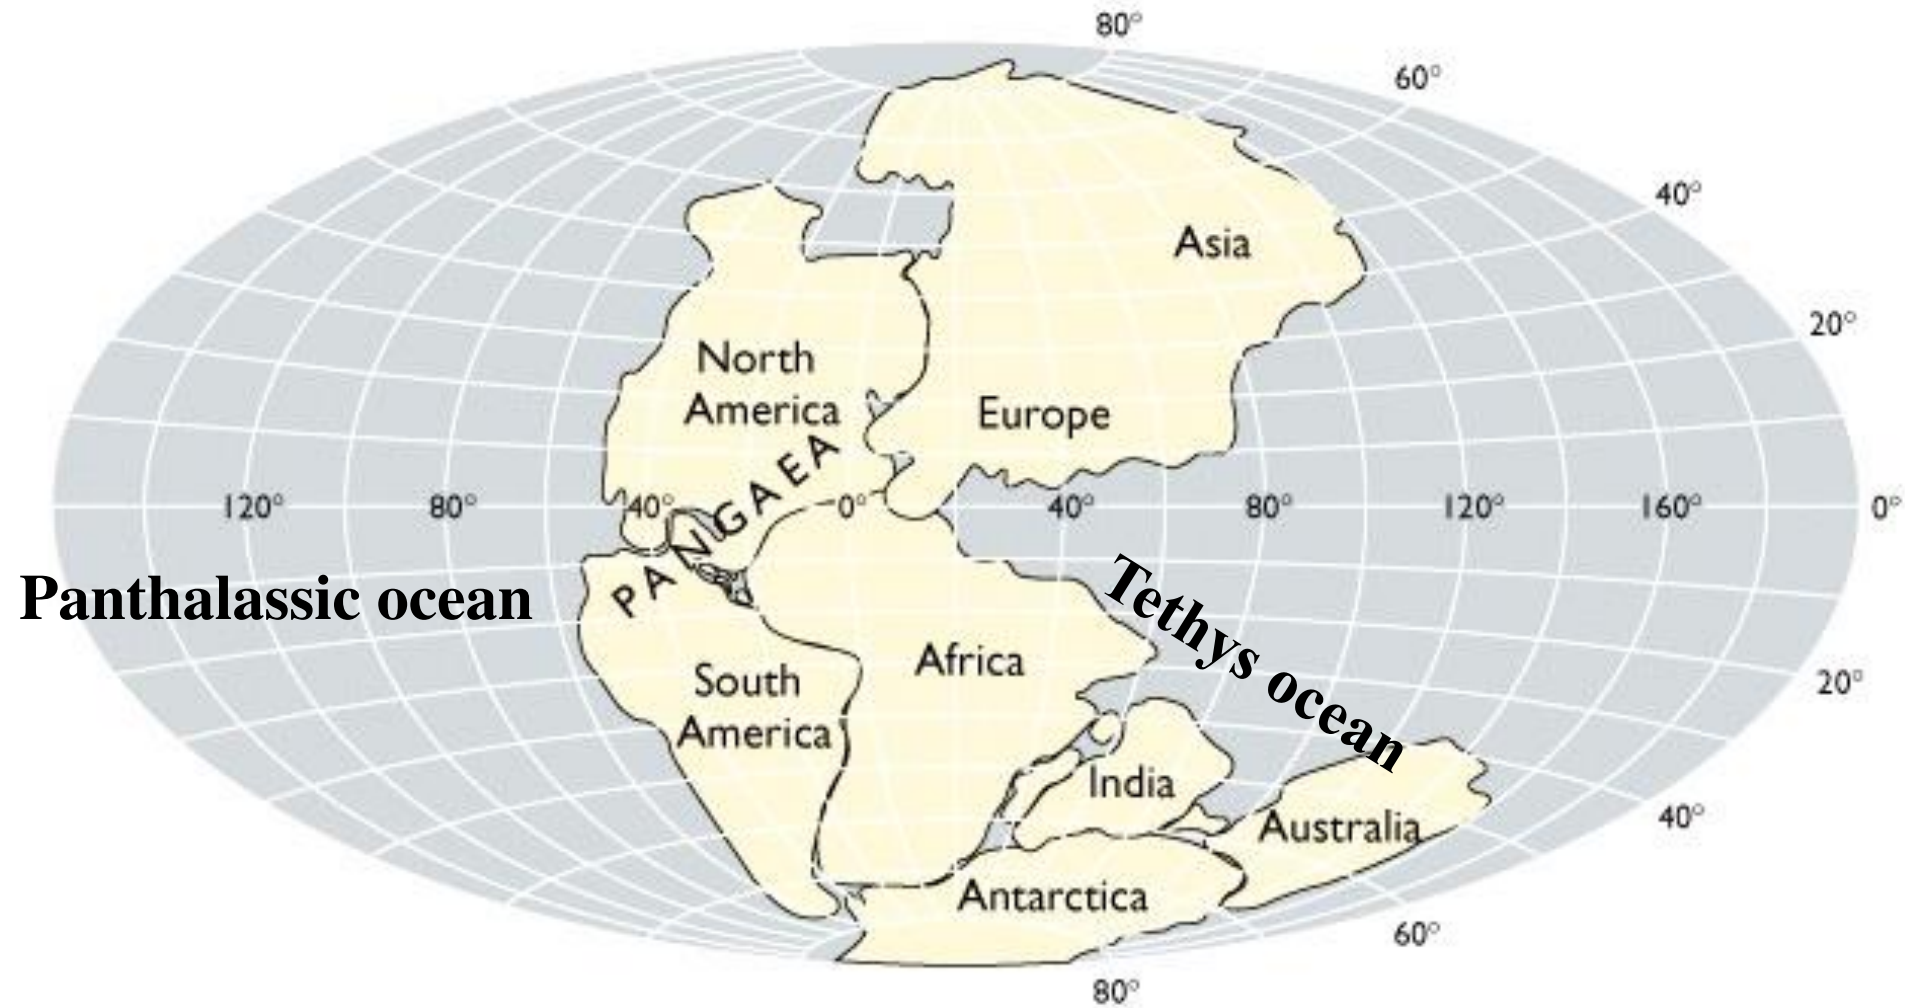 80°
60°
40°
Asia
20°
North
America
Europe
PANGAEA
120° 80° 40° 0° 40° 80° 120° 160° 0°
Panthalassic ocean
Tethys ocean
Africa
South
America
20°
India
Australia
40°
Antarctica
60°
80°